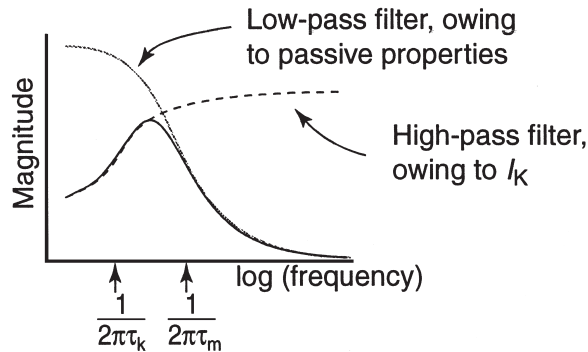 Low-pass filter, owing
to passive properties
High-pass filter,
owing to I_K
Magnitude
log (frequency)
1
2πτ_k
1
2πτ_m